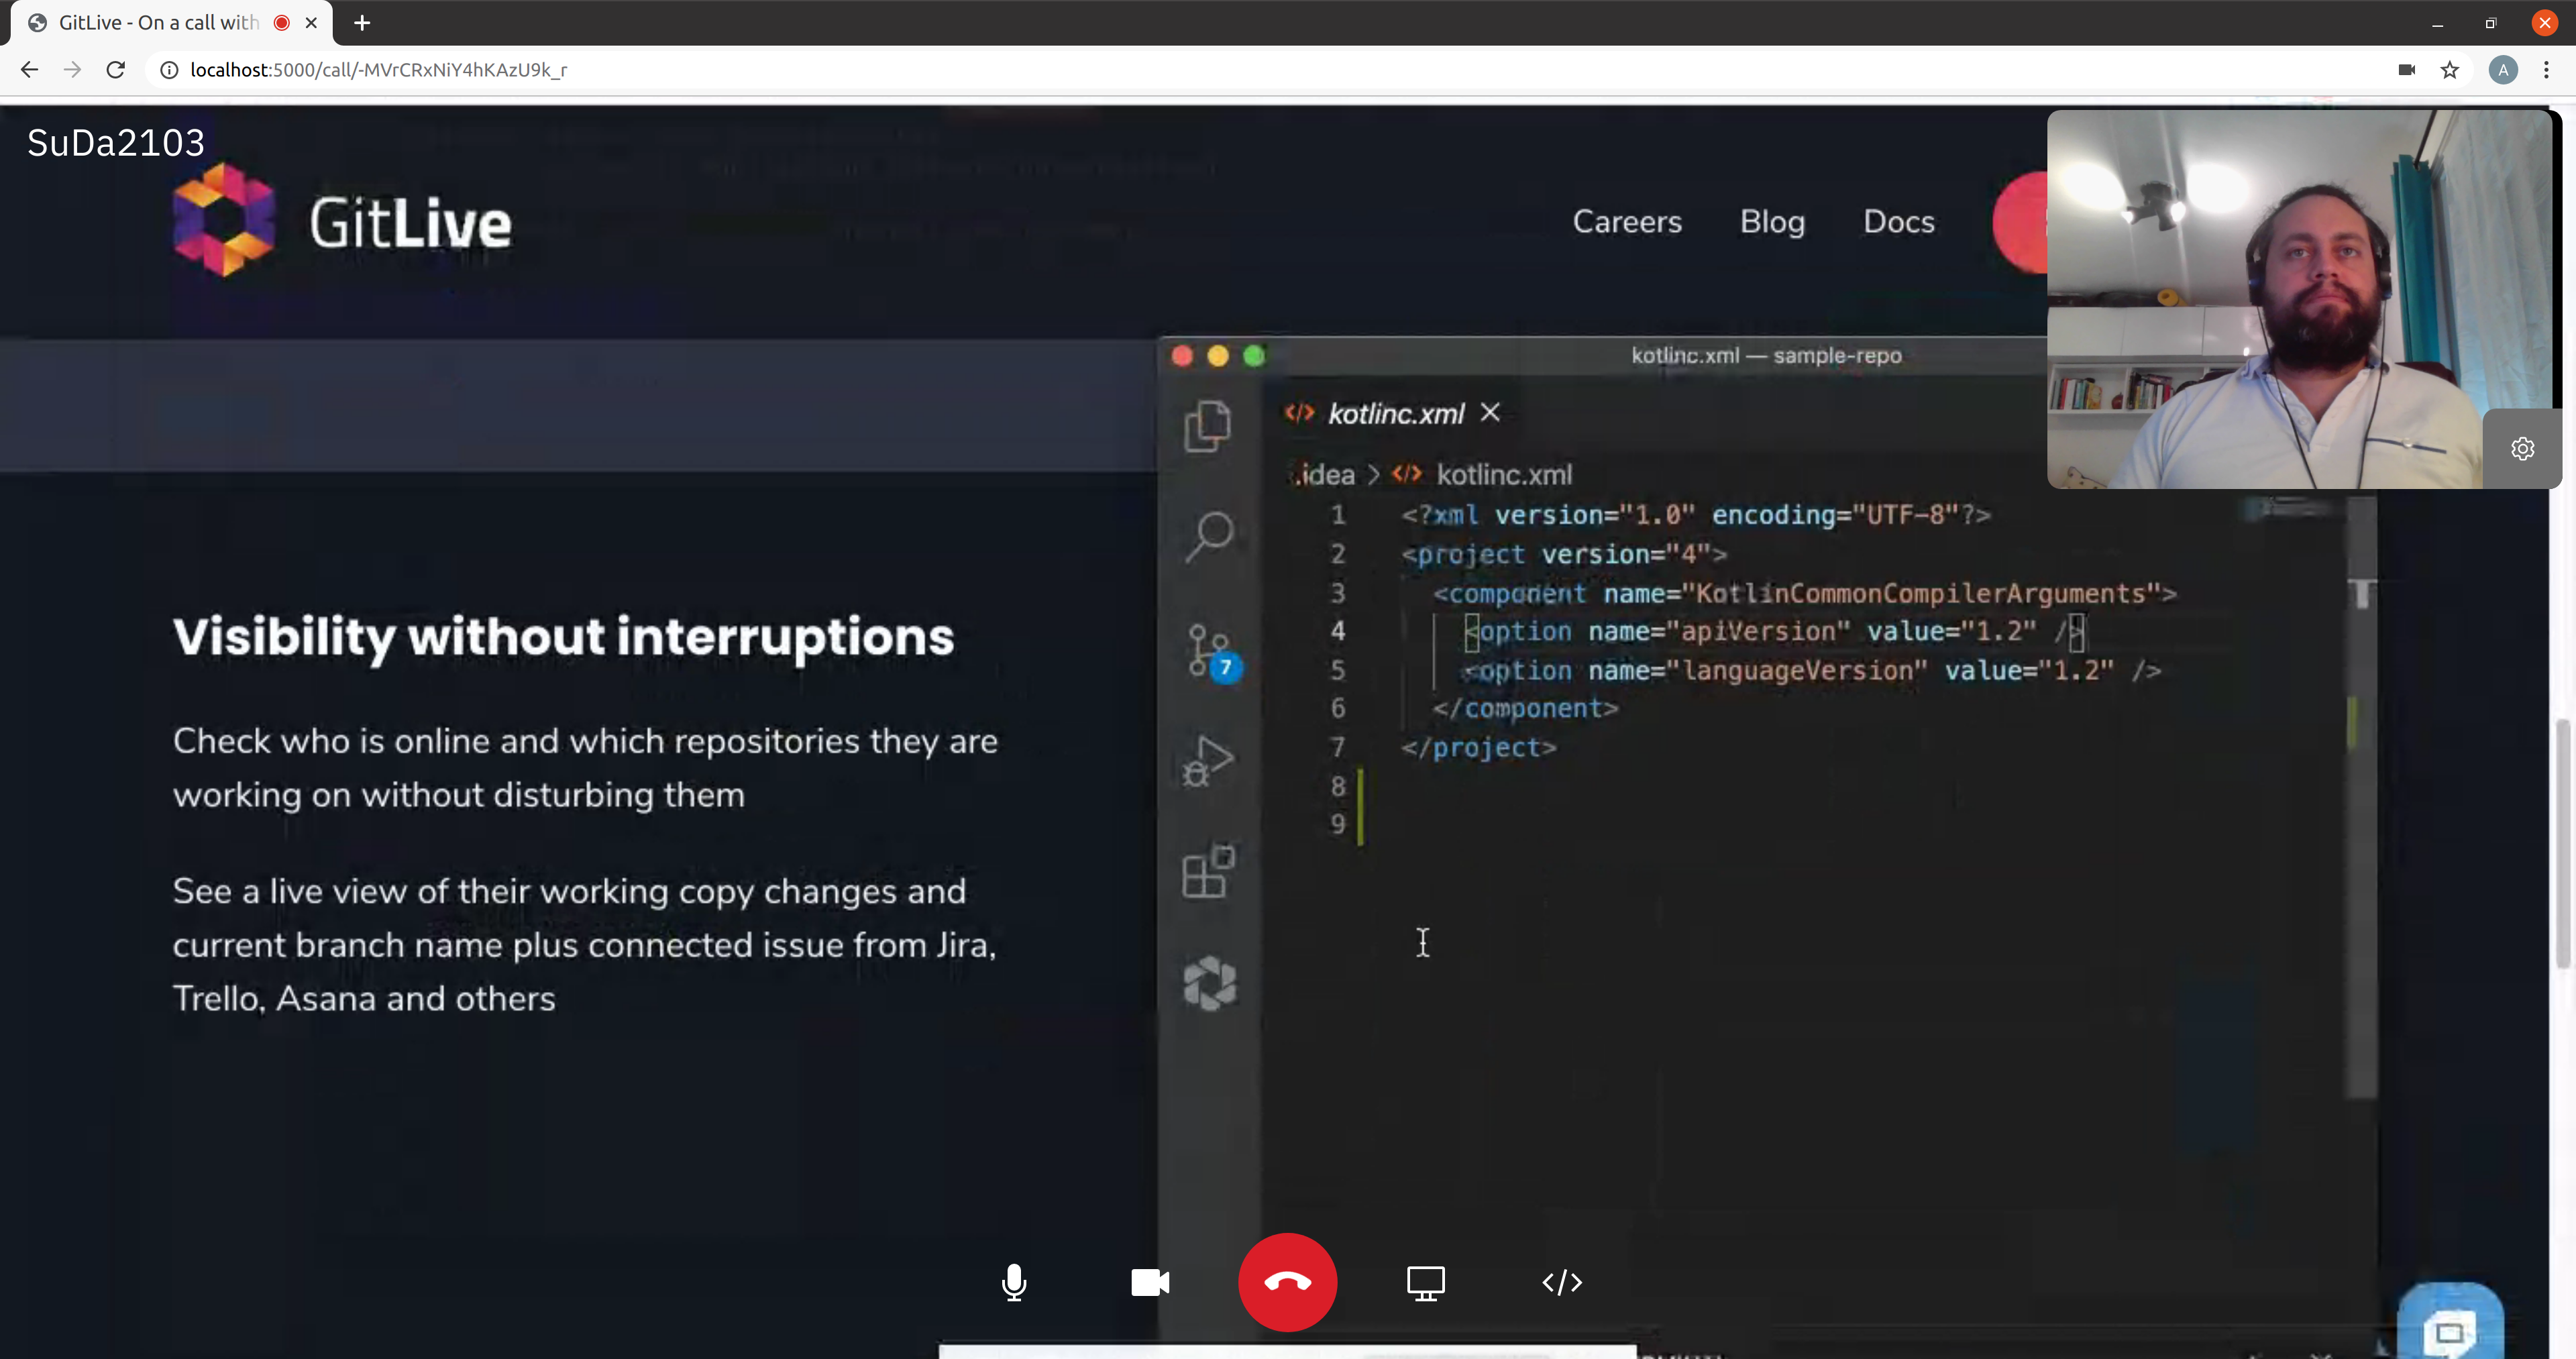 GitLive - On a call with
localhost:5000/call/-MVrCRxNiY4hKAzU9k_r
A
SuDa2103
GitLive
Careers Blog Docs
kotlinc.xml — sample-repo
</> kotlinc.xml
.idea > </> kotlinc.xml
1 <?xml version="1.0" encoding="UTF-8"?>
2 <project version="4">
3 <component name="KotlinCommonCompilerArguments">
4 <option name="apiVersion" value="1.2" />
5 <option name="languageVersion" value="1.2" />
6 </component>
7 </project>
8
9
7
Visibility without interruptions
Check who is online and which repositories they are
working on without disturbing them
See a live view of their working copy changes and
current branch name plus connected issue from Jira,
Trello, Asana and others
</>